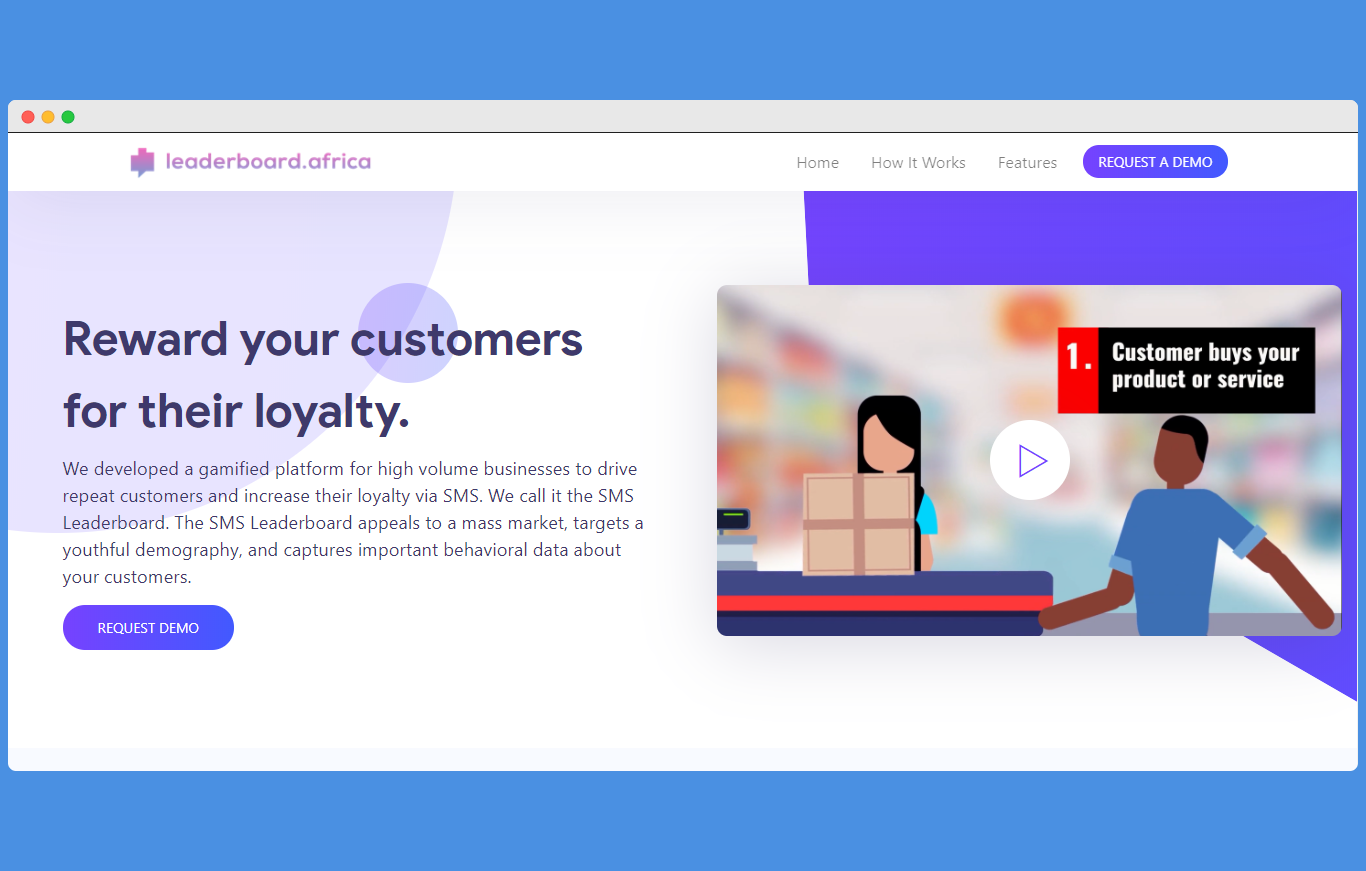 leaderboard.africa
Home
How It Works
Features
REQUEST A DEMO
Reward your customers
for their loyalty.
We developed a gamified platform for high volume businesses to drive
repeat customers and increase their loyalty via SMS. We call it the SMS
Leaderboard. The SMS Leaderboard appeals to a mass market, targets a
youthful demography, and captures important behavioral data about
your customers.
REQUEST DEMO
1.
Customer buys your
product or service